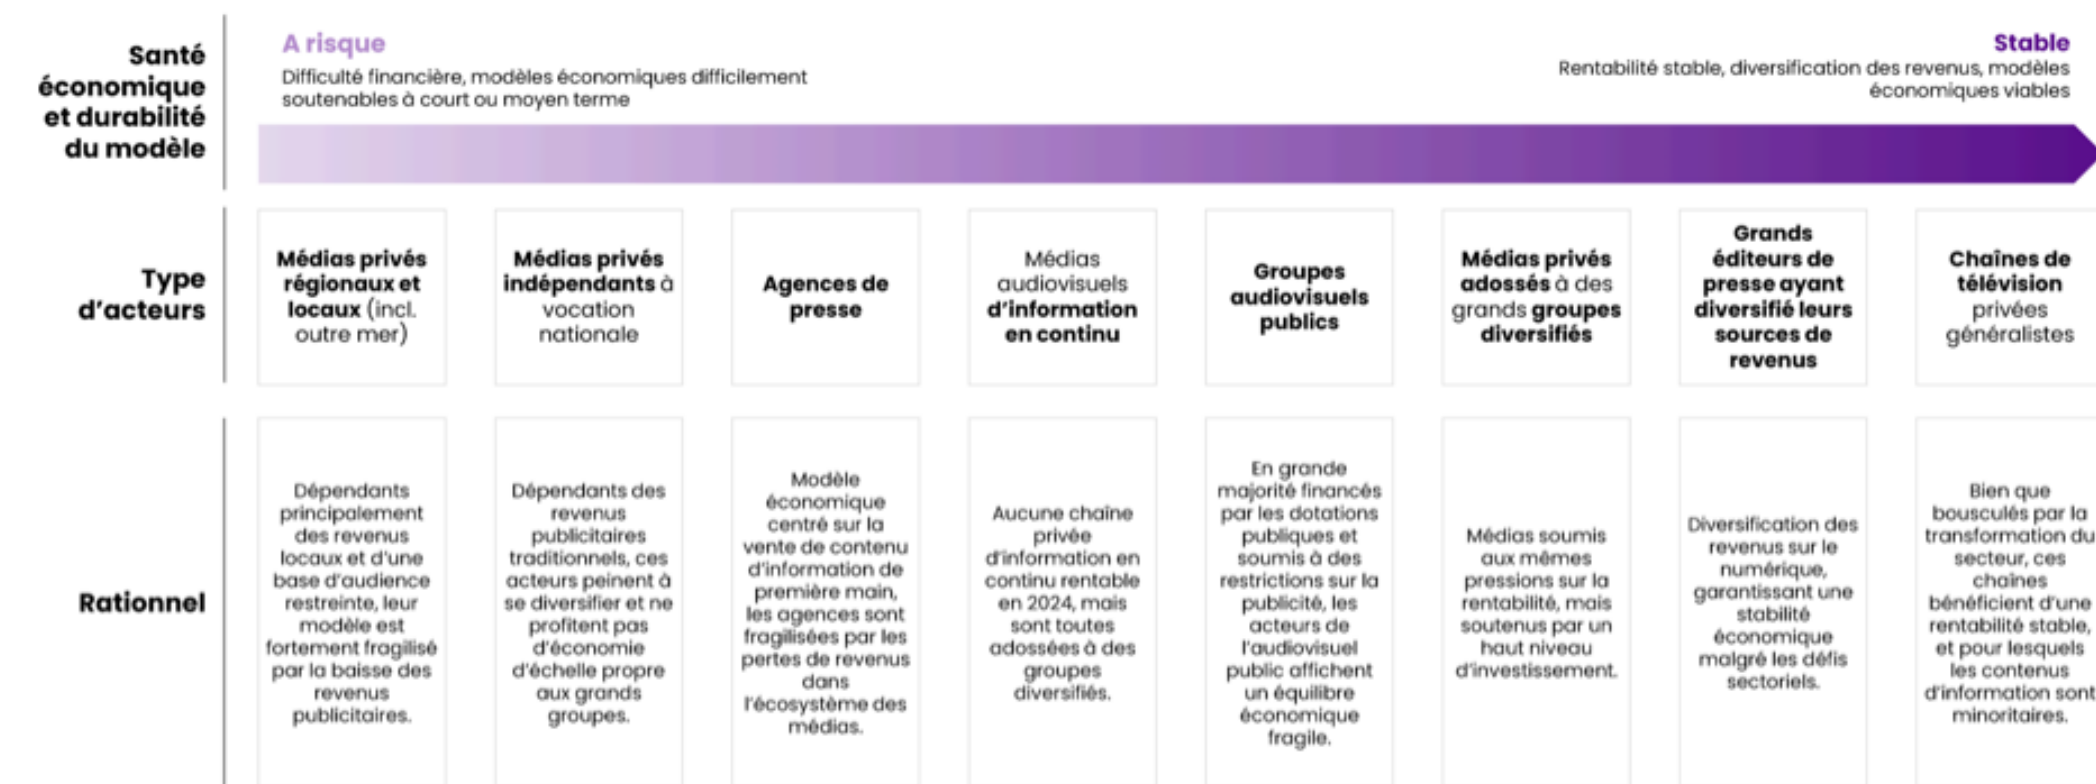 Santé
économique
et durabilité
du modèle
A risque
Difficulté financière, modèles économiques difficilement
soutenables à court ou moyen terme
Stable
Rentabilité stable, diversification des revenus, modèles
économiques viables
Type
d'acteurs
Médias privés
régionaux et
locaux (incl.
outre mer)
Médias privés
indépendants à
vocation
nationale
Agences de
presse
Médias
audiovisuels
d'information
en continu
Groupes
audiovisuels
publics
Médias privés
adossés à des
grands groupes
diversifiés
Grands
éditeurs de
presse ayant
diversifié leurs
sources de
revenus
Chaînes de
télévision
privées
généralistes
Rationnel
Dépendants
principalement
des revenus
locaux et d'une
base d'audience
restreinte, leur
modèle est
fortement fragilisé
par la baisse des
revenus
publicitaires.
Dépendants des
revenus
publicitaires
traditionnels, ces
acteurs peinent à
se diversifier et ne
profitent pas
d'économie
d'échelle propre
aux grands
groupes.
Modèle
économique
centré sur la
vente de contenu
d'information de
première main,
les agences sont
fragilisées par les
pertes de revenus
dans
l'écosystème des
médias.
Aucune chaîne
privée
d'information en
continu rentable
en 2024, mais
sont toutes
adossées à des
groupes
diversifiés.
En grande
majorité financés
par les dotations
publiques et
soumis à des
restrictions sur la
publicité, les
acteurs de
l'audiovisuel
public affichent
un équilibre
économique
fragile.
Médias soumis
aux mêmes
pressions sur la
rentabilité, mais
soutenus par un
haut niveau
d'investissement.
Diversification des
revenus sur le
numérique,
garantissant une
stabilité
économique
malgré les défis
sectoriels.
Bien que
bousculés par la
transformation du
secteur, ces
chaînes
bénéficient d'une
rentabilité stable,
et pour lesquels
les contenus
d'information sont
minoritaires.